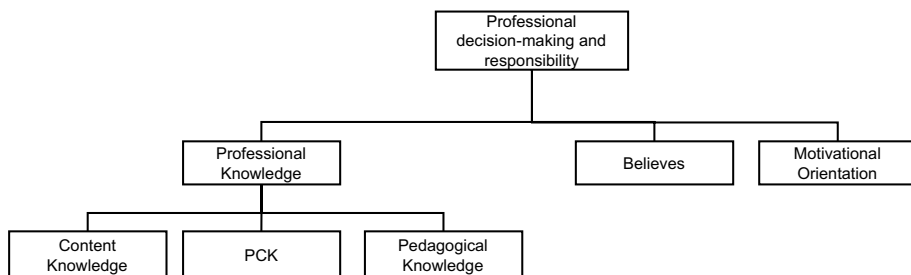 Professional
decision-making and
responsibility
Professional
Knowledge
Believes
Motivational
Orientation
Content
Knowledge
PCK
Pedagogical
Knowledge